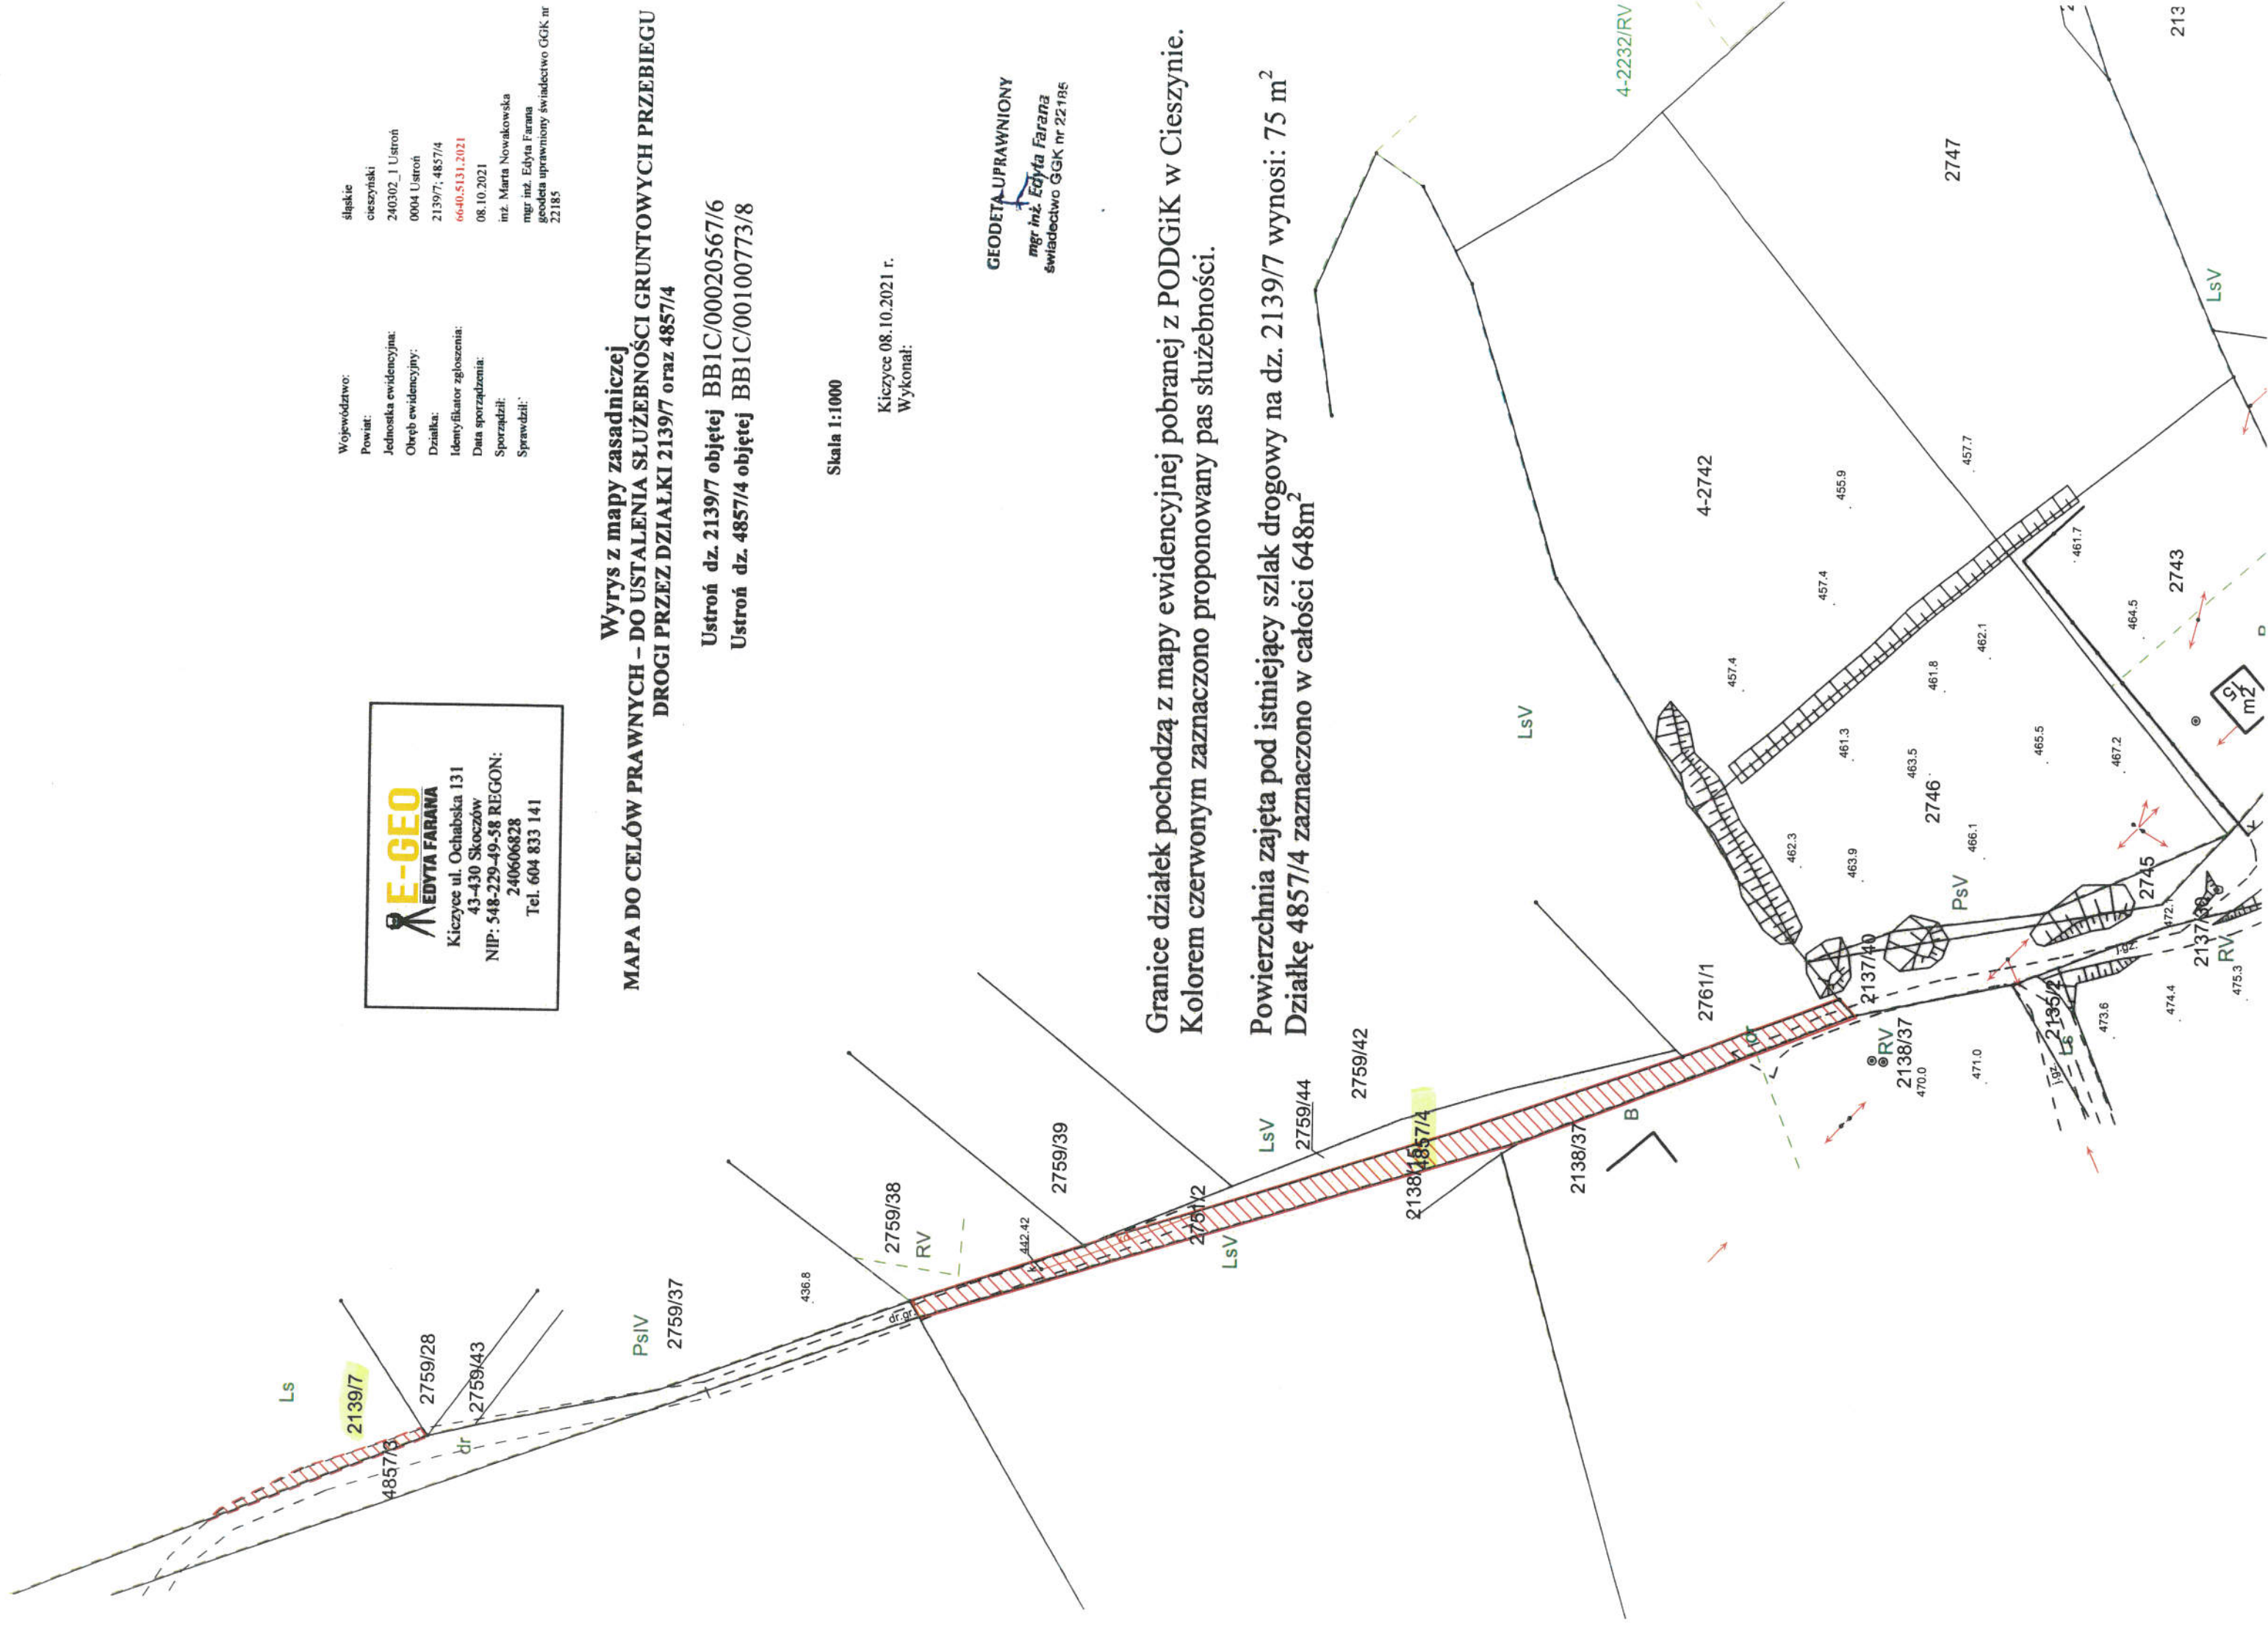 Województwo: śląskie
Powiat: cieszyński
Jednostka ewidencyjna: 240302_1 Ustroń
Obręb ewidencyjny: 0004 Ustroń
Działka: 2139/7; 4857/4
Identyfikator zgłoszenia: 6640.5131.2021
Data sporządzenia: 08.10.2021
Sporządził: inż. Marta Nowakowska
Sprawdził: mgr inż. Edyta Farana
geodeta uprawniony świadectwo GGK nr
22185
E-GEO
EDYTA FARANA
Kiczyce ul. Ochabska 131
43-430 Skoczów
NIP: 548-229-49-58 REGON:
240606828
Tel. 604 833 141
Wyrys z mapy zasadniczej
MAPA DO CELÓW PRAWNYCH – DO USTALENIA SŁUŻEBNOŚCI GRUNTOWYCH PRZEBIEGU
DROGI PRZEZ DZIAŁKI 2139/7 oraz 4857/4
Ustroń dz. 2139/7 objętej BB1C/00020567/6
Ustroń dz. 4857/4 objętej BB1C/00100773/8
Skala 1:1000
Kiczyce 08.10.2021 r.
Wykonał:
GEODETA UPRAWNIONY
mgr inż. Edyta Farana
świadectwo GGK nr 22185
Granice działek pochodzą z mapy ewidencyjnej pobranej z PODGiK w Cieszynie.
Kolorem czerwonym zaznaczono proponowany pas służebności.
Powierzchnia zajęta pod istniejący szlak drogowy na dz. 2139/7 wynosi: 75 m²
Działkę 4857/4 zaznaczono w całości 648m²
Ls
2139/7
4857/3
2759/28
dr
2759/43
PsIV
2759/37
436.8
dr.gr.
2759/38
RV
442.42
k
2759/39
2751/2
LsV
LsV
2759/44
2759/42
4857/4
2138/15
2138/37
B
LsV
2761/1
dr
2137/40
RV
2138/37
470.0
471.0
2135/2
Ls
j.gz.
j.gz.
473.6
474.4
475.3
RV
2745
4-2232/RV
2747
4-2742
455.9
457.7
457.4
457.4
461.7
2743
464.5
462.1
461.8
461.3
463.5
2746
465.5
467.2
462.3
463.9
466.1
PsV
LsV
213
m2